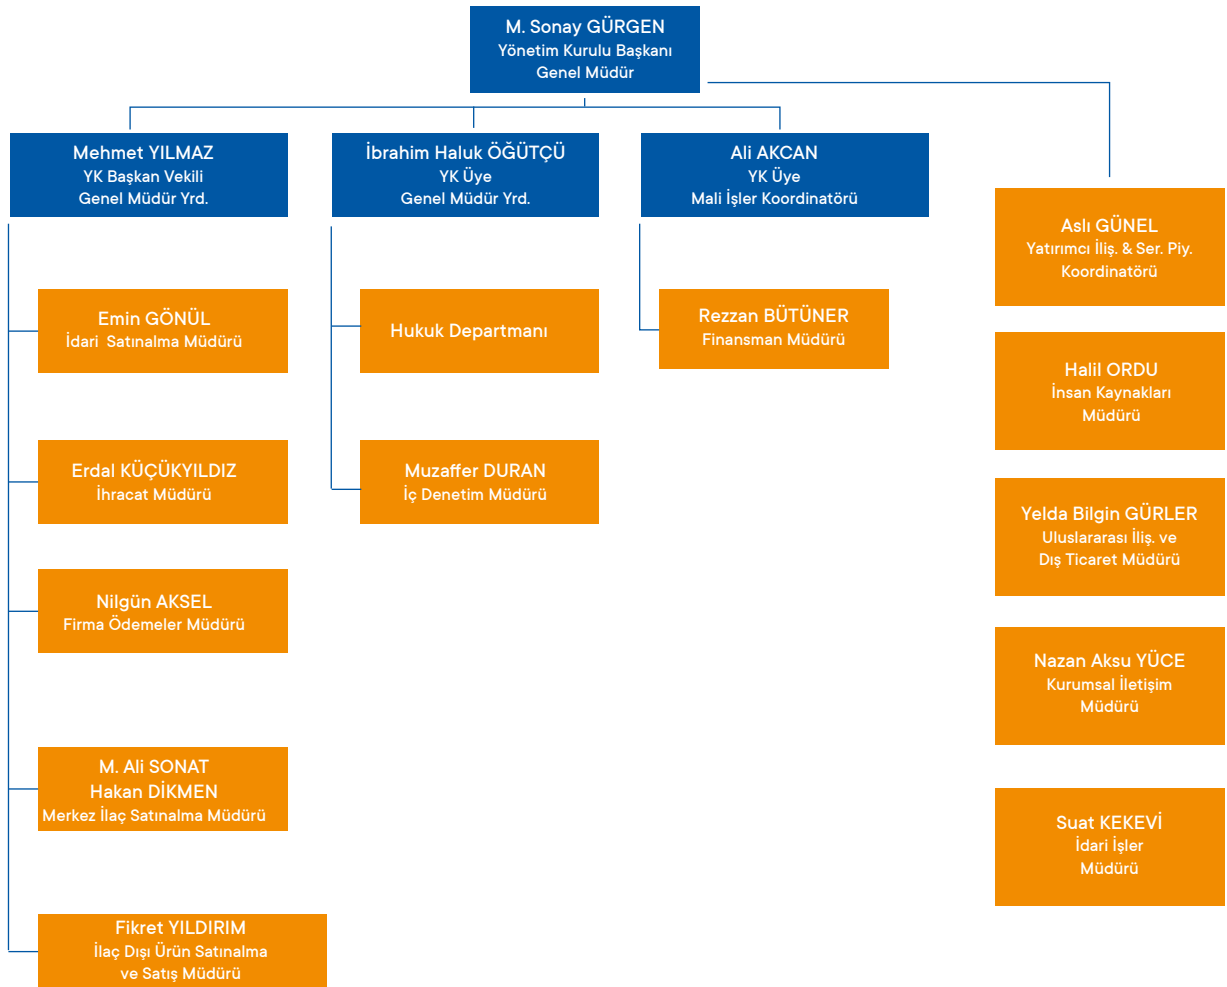 M. Sonay GÜRGEN
Yönetim Kurulu Başkanı
Genel Müdür
Mehmet YILMAZ
YK Başkan Vekili
Genel Müdür Yrd.
İbrahim Haluk ÖĞÜTÇÜ
YK Üye
Genel Müdür Yrd.
Ali AKCAN
YK Üye
Mali İşler Koordinatörü
Aslı GÜNEL
Yatırımcı İliş. & Ser. Piy.
Koordinatörü
Emin GÖNÜL
İdari Satınalma Müdürü
Hukuk Departmanı
Rezzan BÜTÜNER
Finansman Müdürü
Halil ORDU
İnsan Kaynakları
Müdürü
Erdal KÜÇÜKYILDIZ
İhracat Müdürü
Muzaffer DURAN
İç Denetim Müdürü
Yelda Bilgin GÜRLER
Uluslararası İliş. ve
Dış Ticaret Müdürü
Nilgün AKSEL
Firma Ödemeler Müdürü
Nazan Aksu YÜCE
Kurumsal İletişim
Müdürü
M. Ali SONAT
Hakan DİKMEN
Merkez İlaç Satınalma Müdürü
Suat KEKEVİ
İdari İşler
Müdürü
Fikret YILDIRIM
İlaç Dışı Ürün Satınalma
ve Satış Müdürü